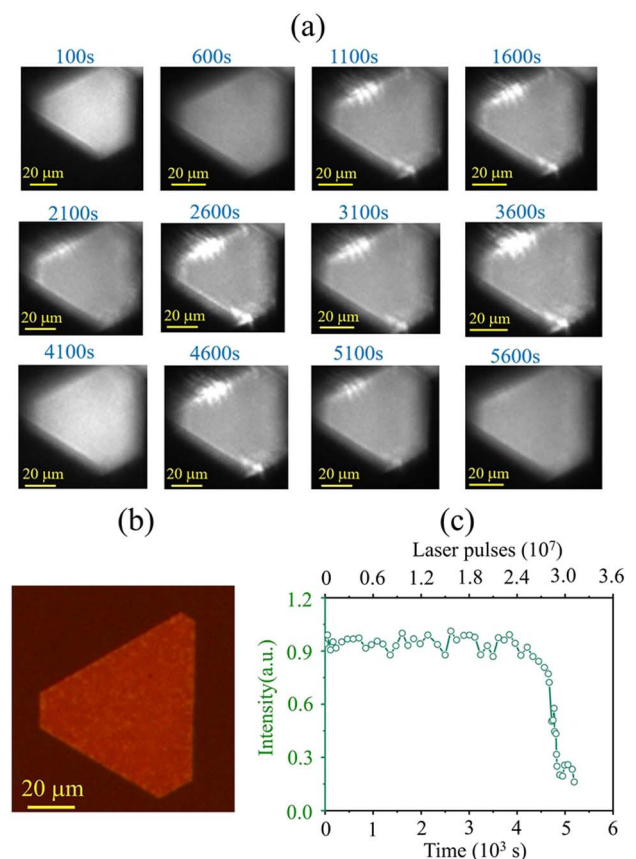 (a)
100s 600s 1100s 1600s
20 µm 20 µm 20 µm 20 µm
2100s 2600s 3100s 3600s
20 µm 20 µm 20 µm 20 µm
4100s 4600s 5100s 5600s
20 µm 20 µm 20 µm 20 µm
(b) (c)
20 µm
Laser pulses (10⁷)
0 0.6 1.2 1.8 2.4 3.0 3.6
1.2
0.9
0.6
0.3
0.0
Intensity(a.u.)
0 1 2 3 4 5 6
Time (10³ s)